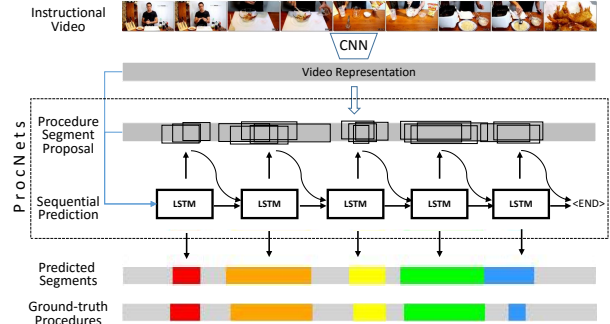 Instructional
Video
CNN
Video Representation
ProcNets
Procedure
Segment
Proposal
Sequential
Prediction
LSTM
LSTM
LSTM
LSTM
LSTM
<END>
Predicted
Segments
Ground-truth
Procedures